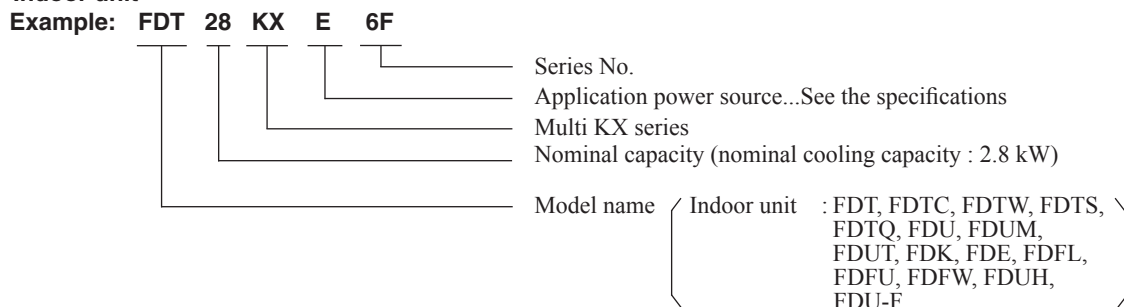 Example: FDT 28 KX E 6F
Series No.
Application power source...See the specifications
Multi KX series
Nominal capacity (nominal cooling capacity : 2.8 kW)
Model name ( Indoor unit : FDT, FDTC, FDTW, FDTS,
FDTQ, FDU, FDUM,
FDUT, FDK, FDE, FDFL,
FDFU, FDFW, FDUH,
FDU-F )